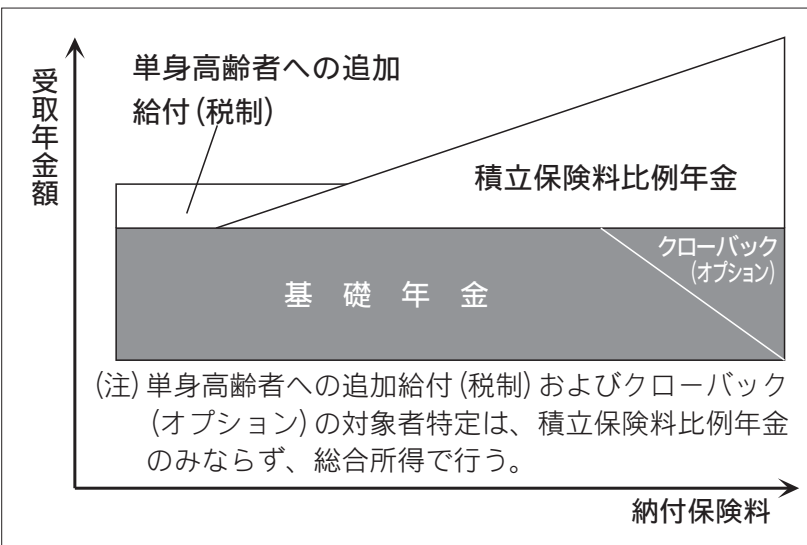 受取年金額
単身高齢者への追加
給付(税制)
積立保険料比例年金
クローバック
(オプション)
基礎年金
(注)単身高齢者への追加給付(税制)およびクローバック
(オプション)の対象者特定は、積立保険料比例年金
のみならず、総合所得で行う。
納付保険料